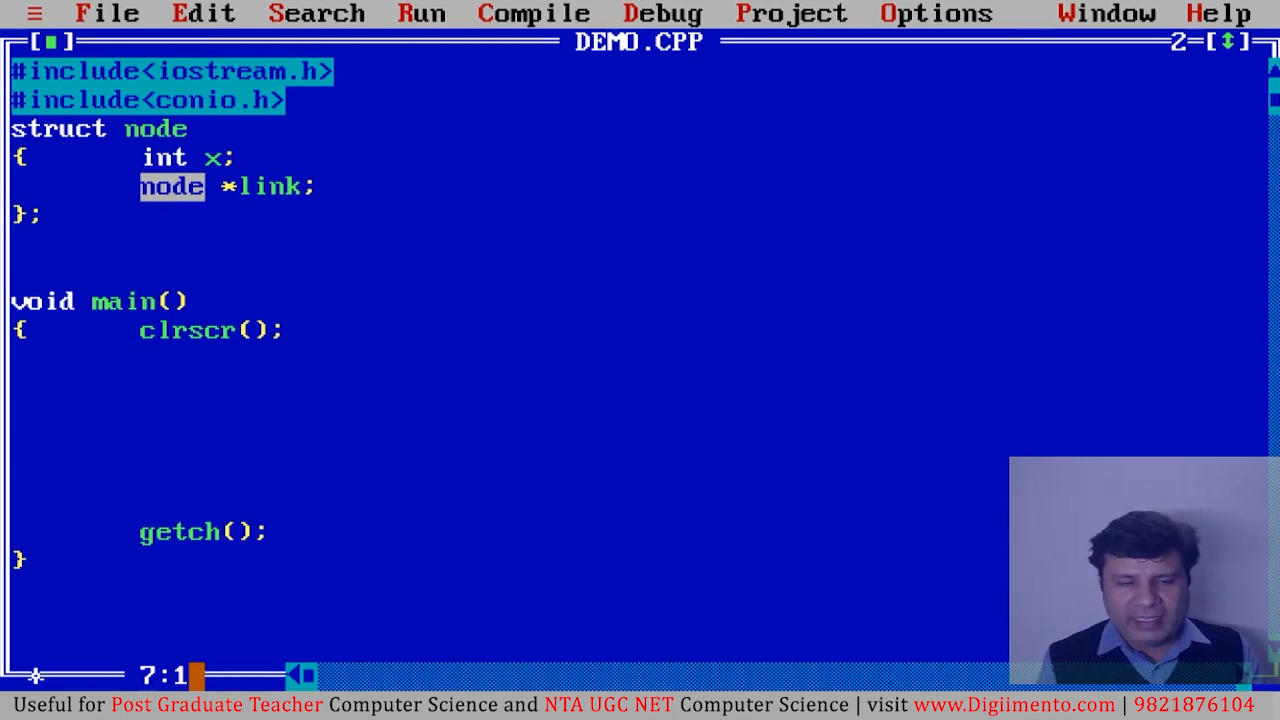 ≡ File Edit Search Run Compile Debug Project Options Window Help
[■] DEMO.CPP 2=[↕]
#include<iostream.h>
#include<conio.h>
struct node
{ int x;
node *link;
};
void main()
{ clrscr();
getch();
}
7:1
Useful for Post Graduate Teacher Computer Science and NTA UGC NET Computer Science | visit www.Digiimento.com | 9821876104